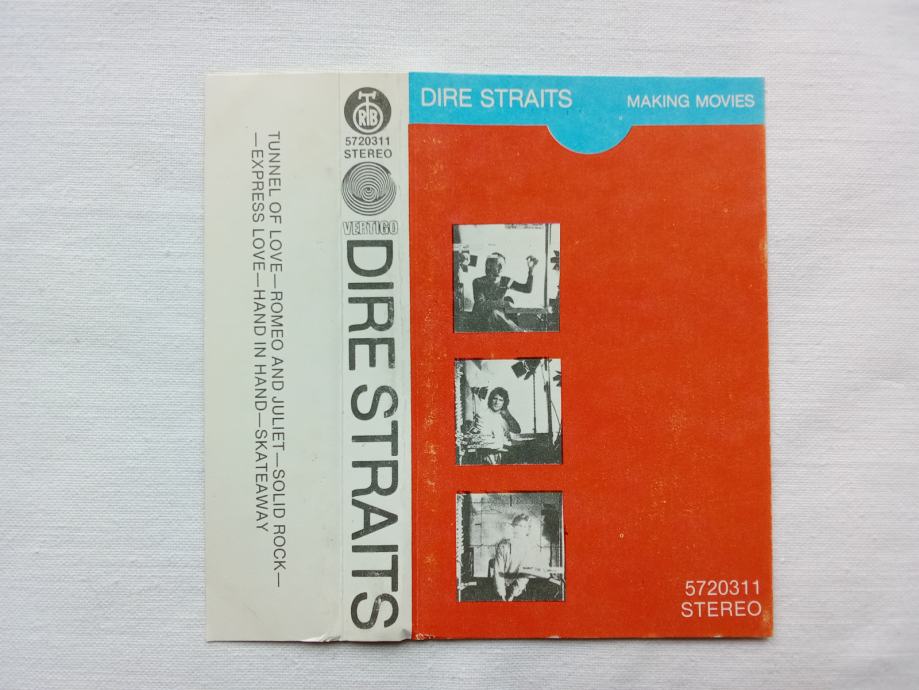 TUNNEL OF LOVE—ROMEO AND JULIET—SOLID ROCK—
—EXPRESS LOVE—HAND IN HAND—SKATEAWAY
RTB
5720311
STEREO
VERTIGO
DIRE STRAITS
DIRE STRAITS
MAKING MOVIES
5720311
STEREO